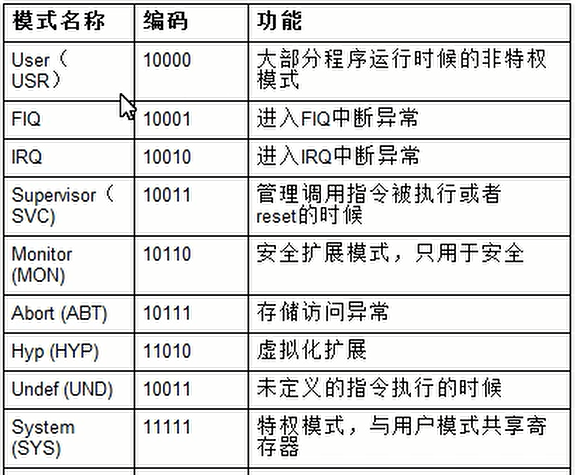 模式名称 编码 功能
User（ 10000 大部分程序运行时候的非特权
USR） 模式
FIQ 10001 进入FIQ中断异常
IRQ 10010 进入IRQ中断异常
Supervisor（ 10011 管理调用指令被执行或者
SVC) reset的时候
Monitor 10110 安全扩展模式，只用于安全
(MON)
Abort (ABT) 10111 存储访问异常
Hyp (HYP) 11010 虚拟化扩展
Undef (UND) 10011 未定义的指令执行的时候
System 11111 特权模式，与用户模式共享寄
(SYS) 存器